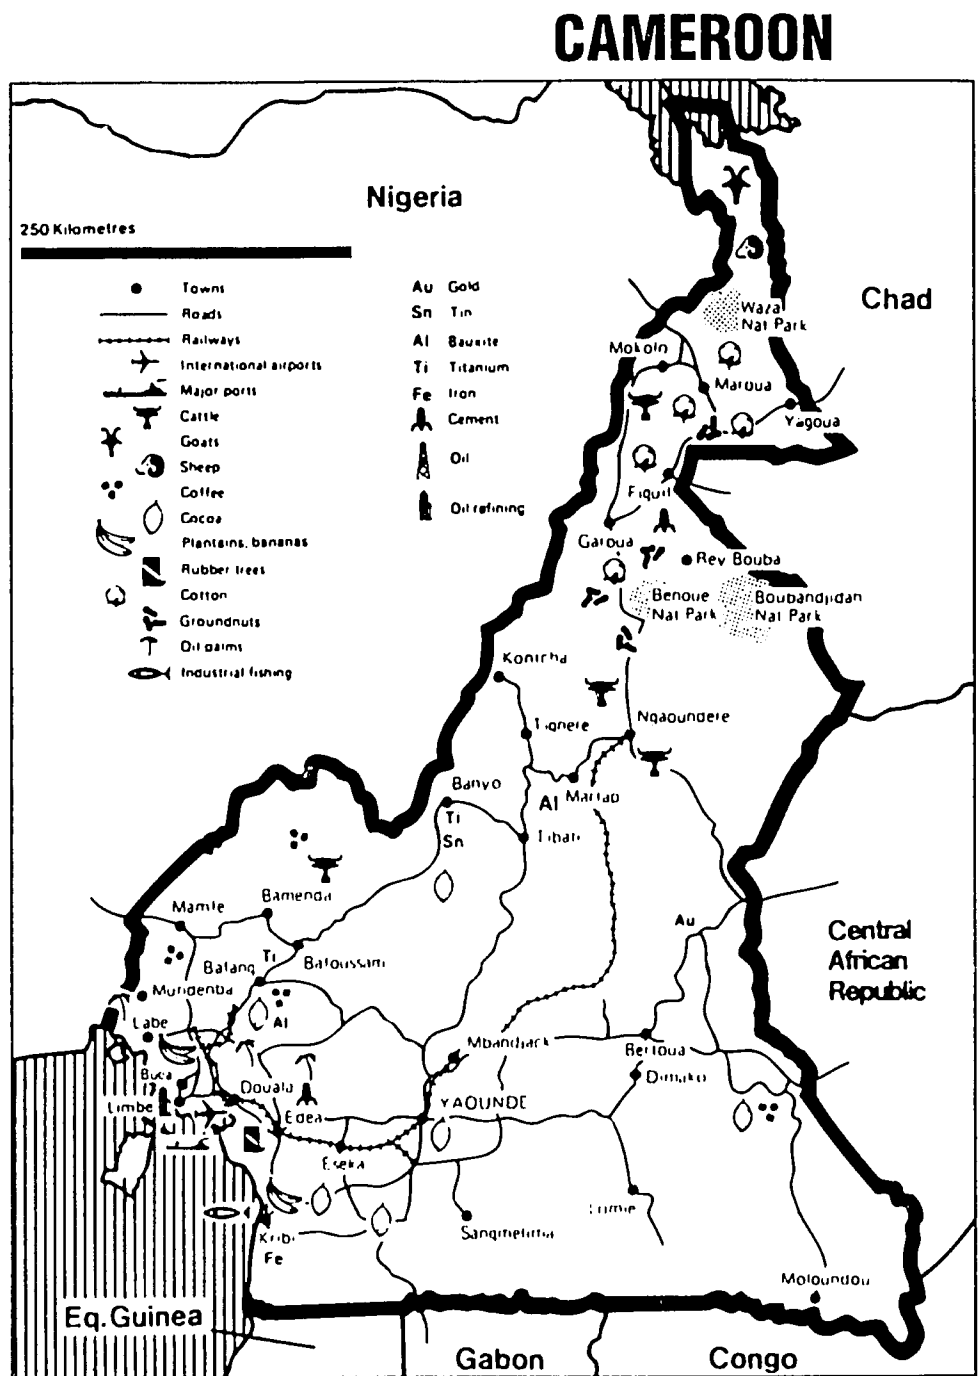 CAMEROON
Nigeria
250 Kilometres
Towns
Roads
Railways
International airports
Major ports
Cattle
Goats
Sheep
Coffee
Cocoa
Plantains, bananas
Rubber trees
Cotton
Groundnuts
Oil palms
Industrial fishing
Au Gold
Sn Tin
Al Bauxite
Ti Titanium
Fe Iron
Cement
Oil
Oil refining
Chad
Waza
Nat Park
Mokolo
Maroua
Yagoua
Figuil
Garoua
Rey Bouba
Benoue
Nat Park
Boubandjidan
Nat Park
Kontcha
Tignere
Ngaoundere
Banyo
Al
Martap
Ti
Sn
Tibati
Bamenda
Mamfe
Au
Central
African
Republic
Ti
Batang
Bafoussam
Mundenba
Labe
Al
Mbandjack
Bertoua
Buea
Dimako
Douala
Limbe
Edea
YAOUNDE
Eseka
Sangmelima
Kribi
Fe
Moloundou
Eq. Guinea
Gabon
Congo